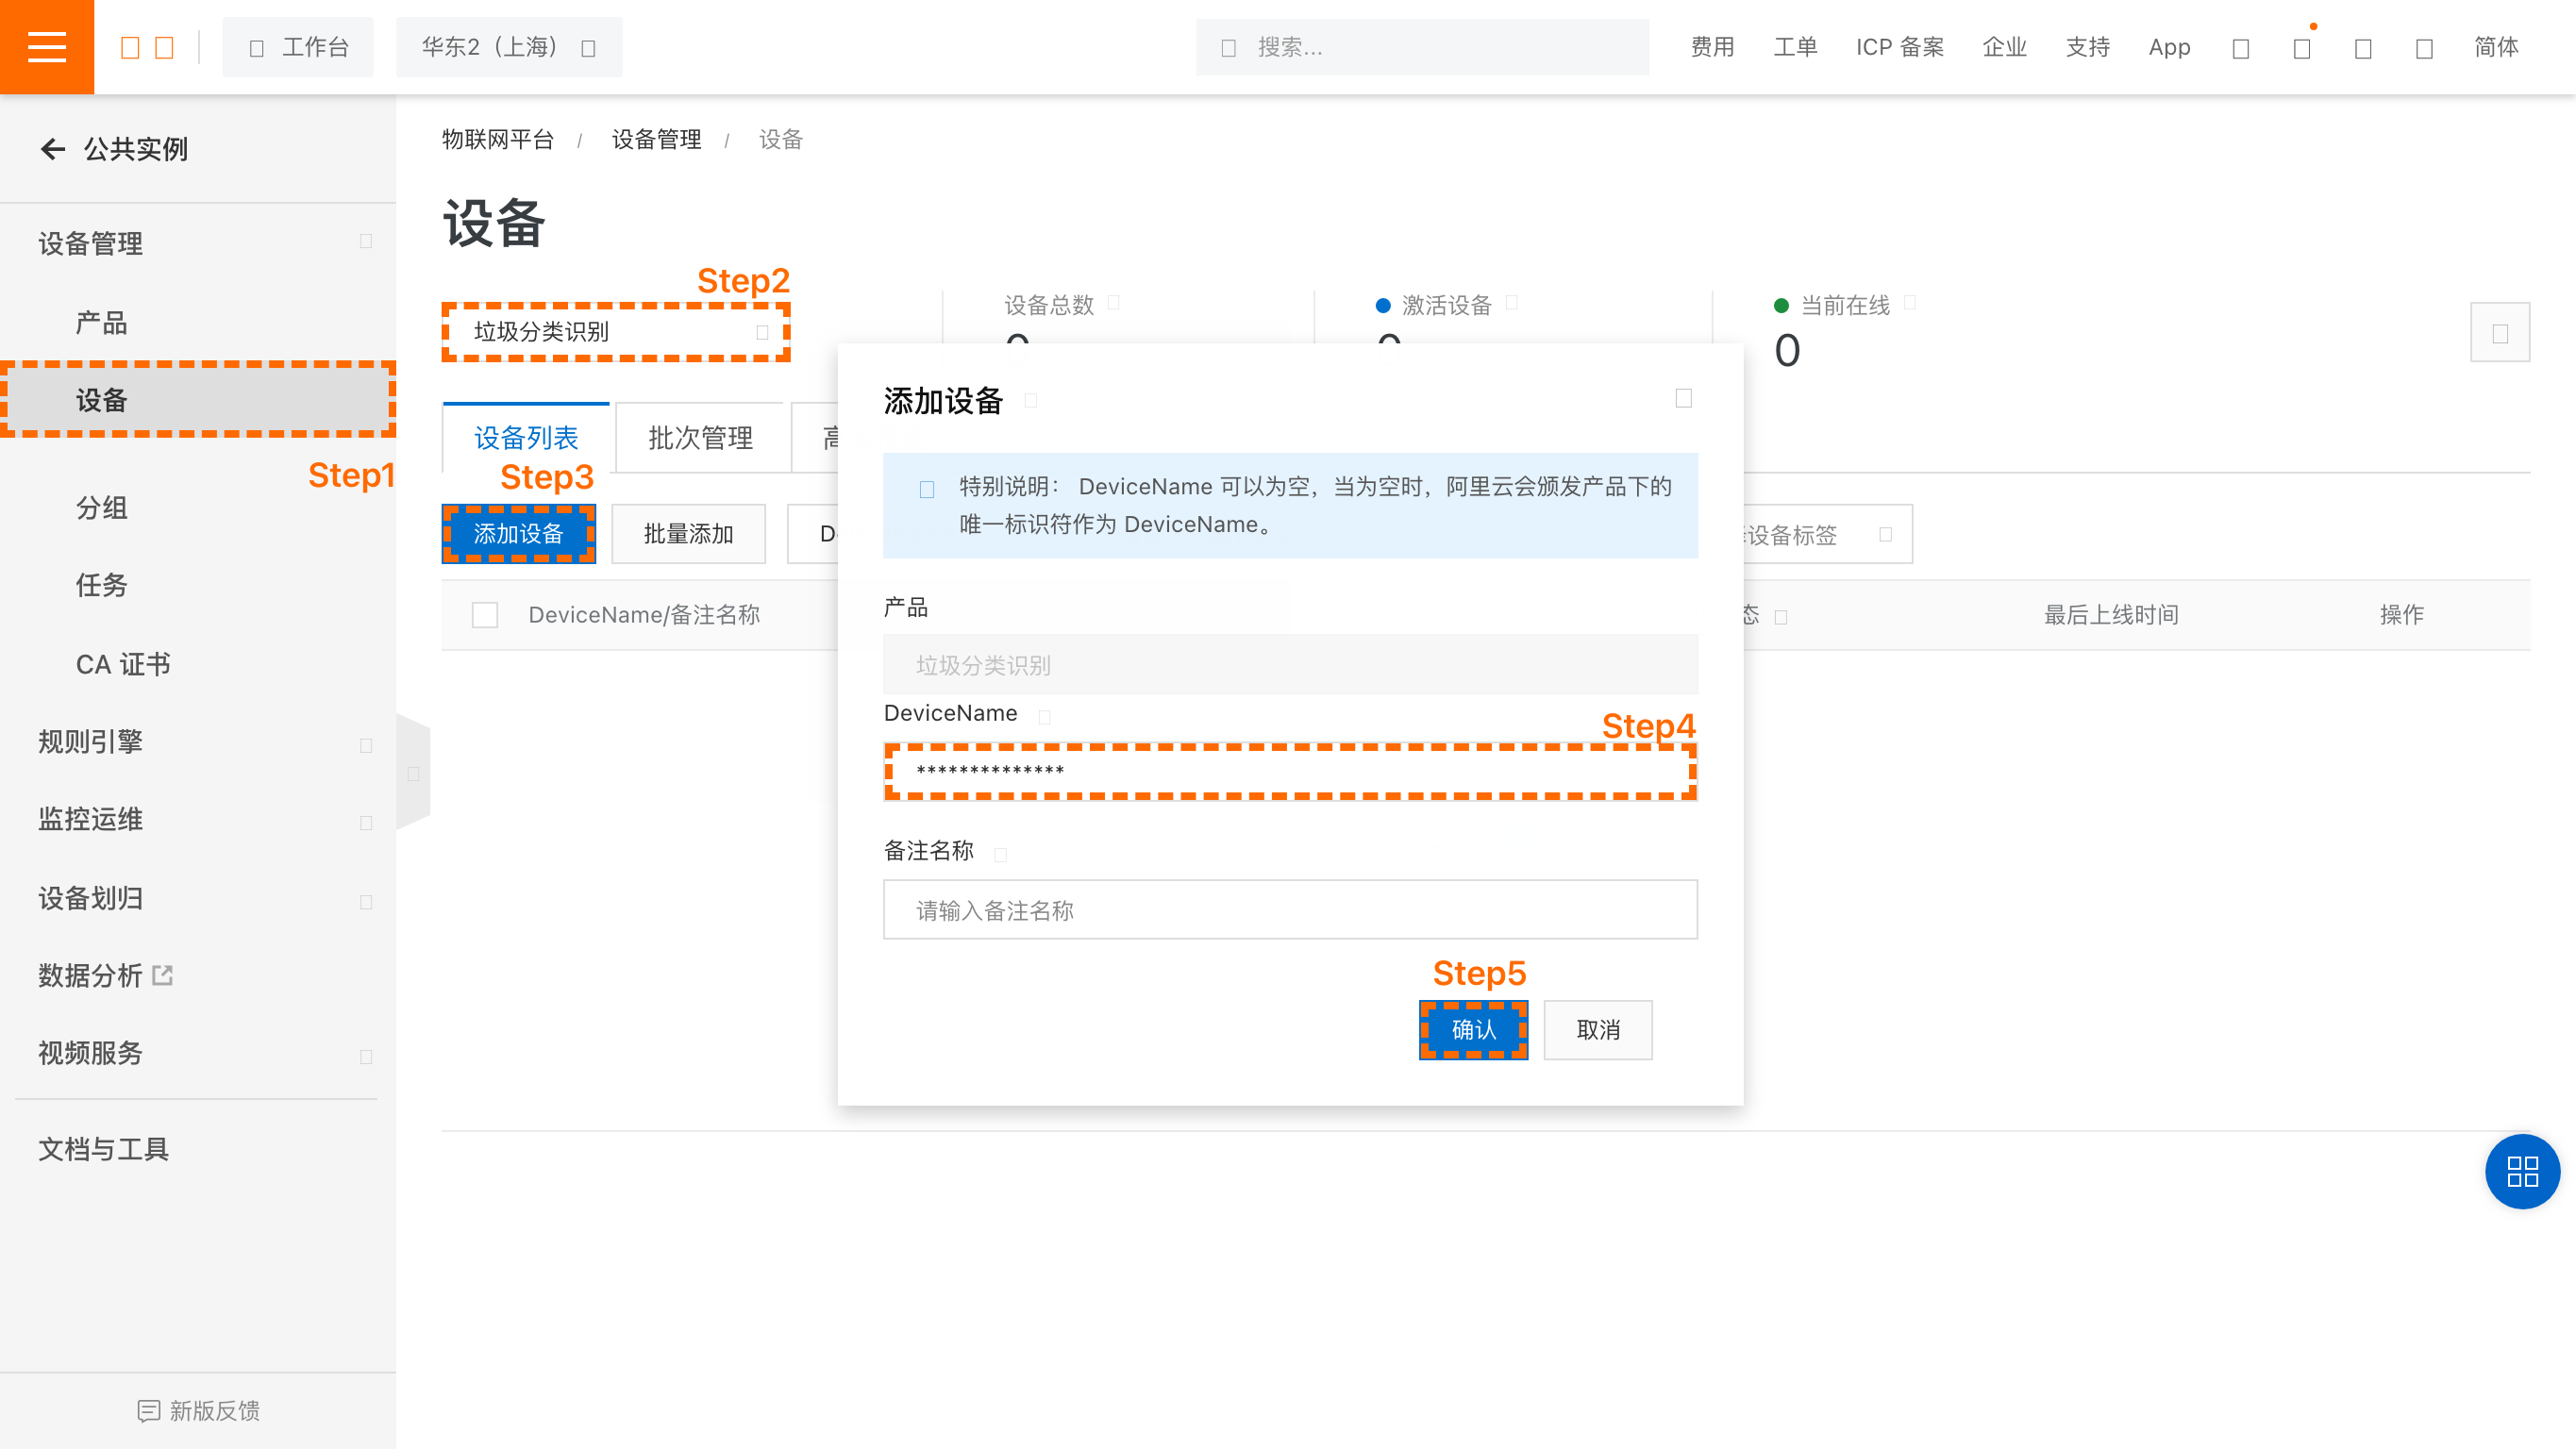 工作台
华东2（上海）
搜索...
费用
工单
ICP 备案
企业
支持
App
简体
公共实例
设备管理
产品
设备
Step1
分组
任务
CA 证书
规则引擎
监控运维
设备划归
数据分析
视频服务
文档与工具
新版反馈
物联网平台 / 设备管理 / 设备
设备
Step2
垃圾分类识别
设备总数
0
激活设备
0
当前在线
0
设备列表
批次管理
高
Step3
添加设备
批量添加
设备标签
DeviceName/备注名称
态
最后上线时间
操作
添加设备
特别说明： DeviceName 可以为空，当为空时，阿里云会颁发产品下的
唯一标识符作为 DeviceName。
产品
垃圾分类识别
DeviceName
Step4
**************
备注名称
请输入备注名称
Step5
确认
取消